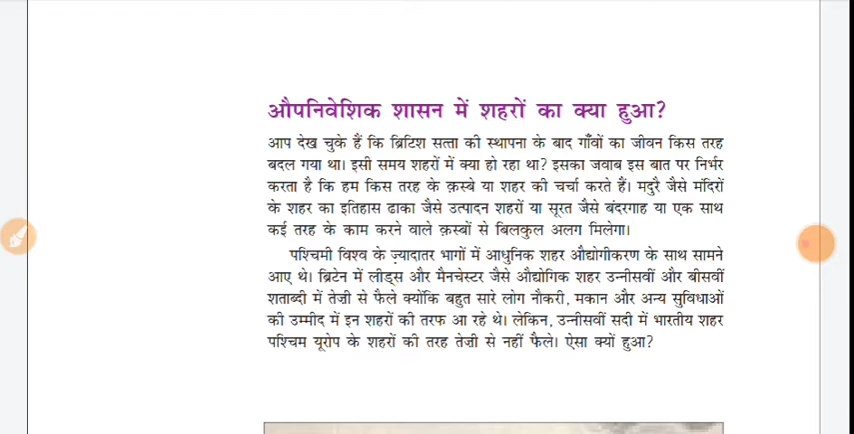 औपनिवेशिक शासन में शहरों का क्या हुआ?
आप देख चुके हैं कि ब्रिटिश सत्ता की स्थापना के बाद गाँवों का जीवन किस तरह
बदल गया था। इसी समय शहरों में क्या हो रहा था? इसका जवाब इस बात पर निर्भर
करता है कि हम किस तरह के क़स्बे या शहर की चर्चा करते हैं। मदुरै जैसे मंदिरों
के शहर का इतिहास ढाका जैसे उत्पादन शहरों या सूरत जैसे बंदरगाह या एक साथ
कई तरह के काम करने वाले क़स्बों से बिलकुल अलग मिलेगा।
पश्चिमी विश्व के ज़्यादातर भागों में आधुनिक शहर औद्योगीकरण के साथ सामने
आए थे। ब्रिटेन में लीड्स और मैनचेस्टर जैसे औद्योगिक शहर उन्नीसवीं और बीसवीं
शताब्दी में तेज़ी से फैले क्योंकि बहुत सारे लोग नौकरी, मकान और अन्य सुविधाओं
की उम्मीद में इन शहरों की तरफ आ रहे थे। लेकिन, उन्नीसवीं सदी में भारतीय शहर
पश्चिम यूरोप के शहरों की तरह तेज़ी से नहीं फैले। ऐसा क्यों हुआ?